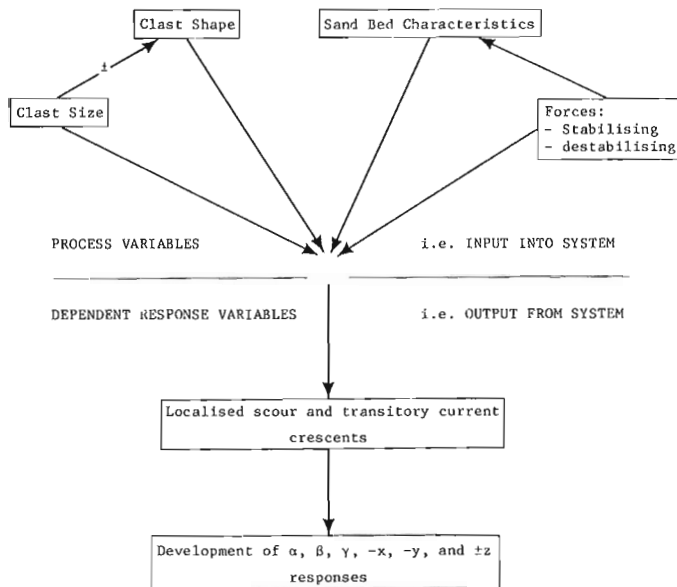 Clast Shape
Sand Bed Characteristics
±
Clast Size
Forces:
- Stabilising
- destabilising
PROCESS VARIABLES
i.e. INPUT INTO SYSTEM
DEPENDENT RESPONSE VARIABLES
i.e. OUTPUT FROM SYSTEM
Localised scour and transitory current
crescents
Development of α, β, γ, -x, -y, and ±z
responses